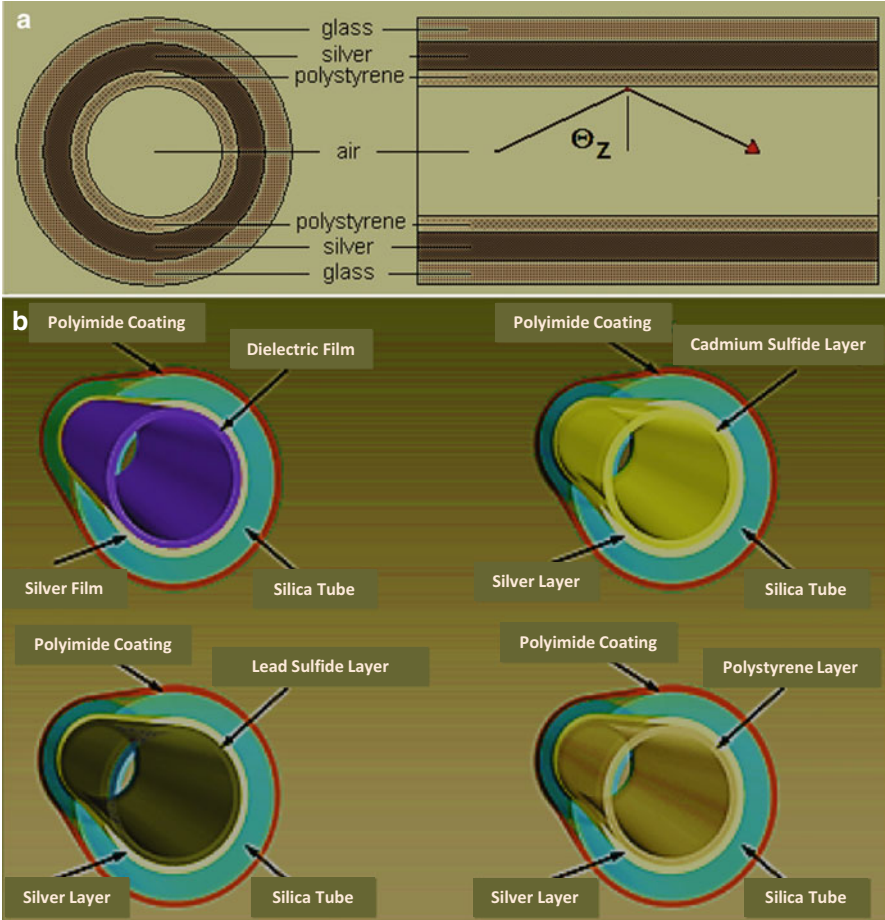 a
glass
silver
polystyrene
air
polystyrene
silver
glass
ΘZ
b
Polyimide Coating
Dielectric Film
Silver Film
Silica Tube
Polyimide Coating
Cadmium Sulfide Layer
Silver Layer
Silica Tube
Polyimide Coating
Lead Sulfide Layer
Silver Layer
Silica Tube
Polyimide Coating
Polystyrene Layer
Silver Layer
Silica Tube